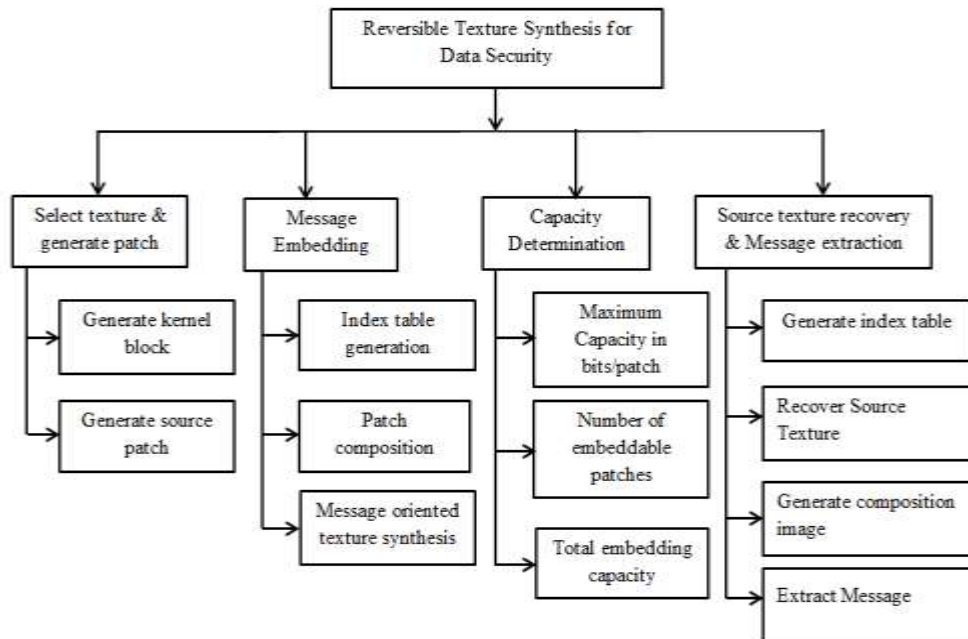 Reversible Texture Synthesis for
Data Security
Select texture &
generate patch
Generate kernel
block
Generate source
patch
Message
Embedding
Index table
generation
Patch
composition
Message oriented
texture synthesis
Capacity
Determination
Maximum
Capacity in
bits/patch
Number of
embeddable
patches
Total embedding
capacity
Source texture recovery
& Message extraction
Generate index table
Recover Source
Texture
Generate composition
image
Extract Message